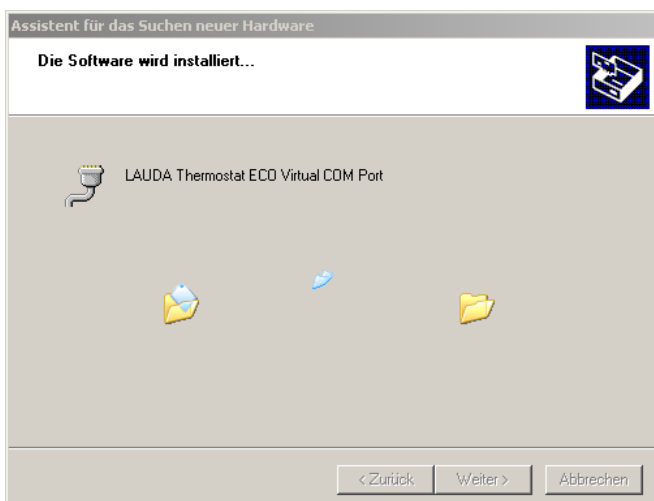 Assistent für das Suchen neuer Hardware
Die Software wird installiert...
LAUDA Thermostat ECO Virtual COM Port
< Zurück
Weiter >
Abbrechen